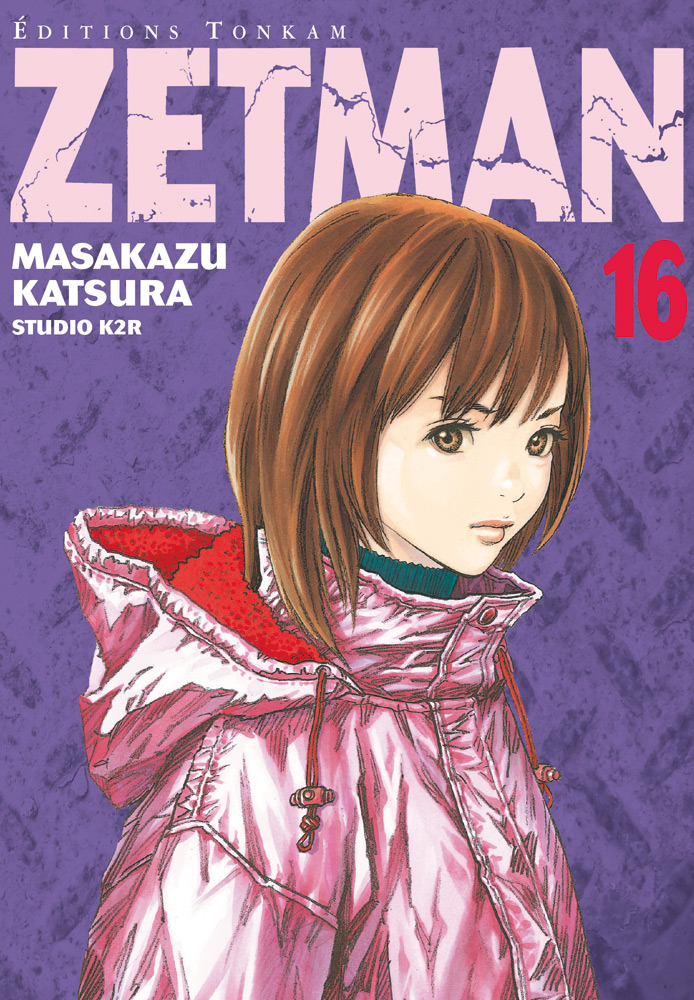 ÉDITIONS TONKAM
ZETMAN
MASAKAZU
KATSURA
STUDIO K2R
16